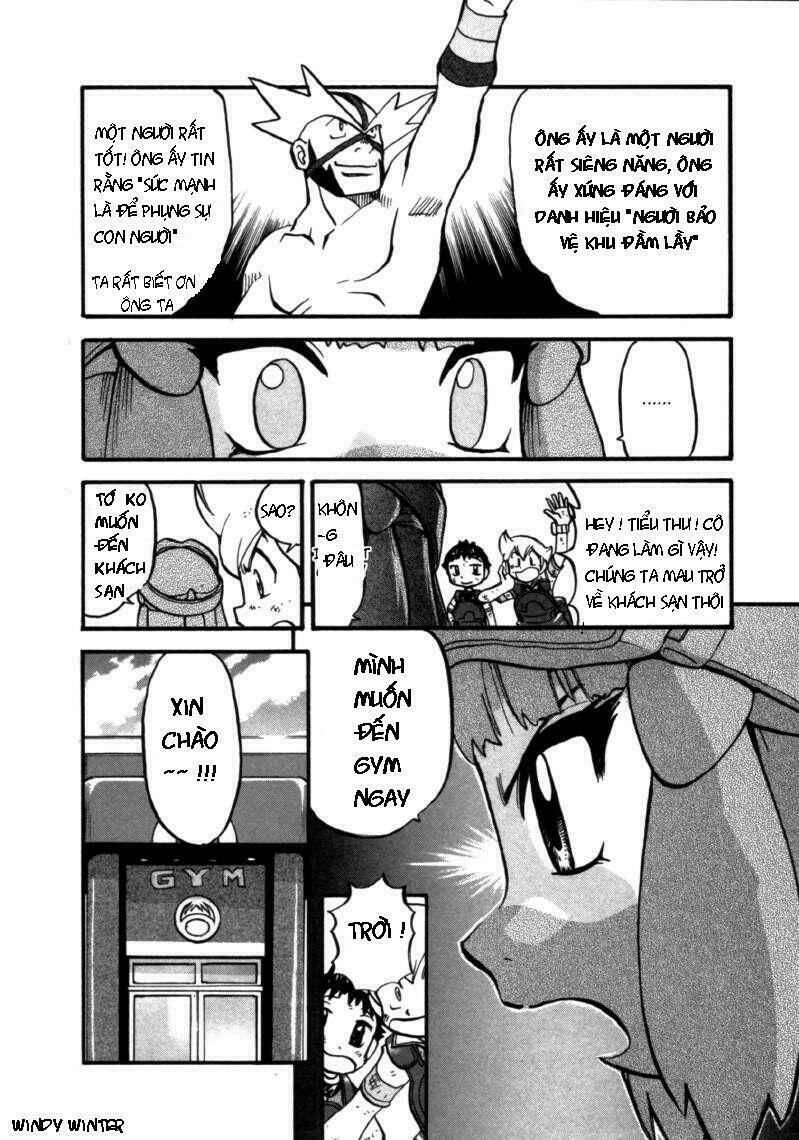 ÔNG ẤY LÀ MỘT NGƯỜI
RẤT SIÊNG NĂNG, ÔNG
ẤY XỨNG ĐÁNG VỚI
DANH HIỆU "NGƯỜI BẢO
VỆ KHU ĐẦM LẦY"
MỘT NGƯỜI RẤT
TỐT! ÔNG ẤY TIN
RẰNG "SỨC MẠNH
LÀ ĐỂ PHỤNG SỰ
CON NGƯỜI"
TA RẤT BIẾT ƠN
ÔNG TA
......
HEY ! TIỂU THƯ ! CÔ
ĐANG LÀM GÌ VẬY!
CHÚNG TA MAU TRỞ
VỀ KHÁCH SẠN THÔI
KHÔN
-G
ĐÂU
SAO?
TỚ KO
MUỐN
ĐẾN
KHÁCH
SẠN
MÌNH
MUỐN
ĐẾN
GYM
NGAY
TRỜI !
XIN
CHÀO
~~ !!!
GYM
WINDY WINTER